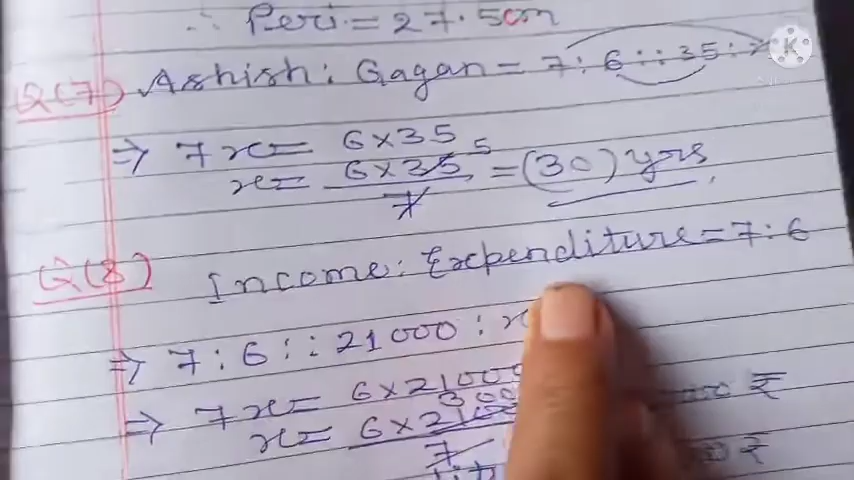 ∴ Peri. = 27.5cm
Q(7) Ashish : Gagan = 7 : 6 :: 35 : x
⇒ 7x = 6×35
x = 6×35 5 = (30) yrs
7
Q(8) Income : Expenditure = 7 : 6
⇒ 7 : 6 :: 21000 : x
⇒ 7x = 6×21000
x = 6×21000 ₹
7 ₹
K